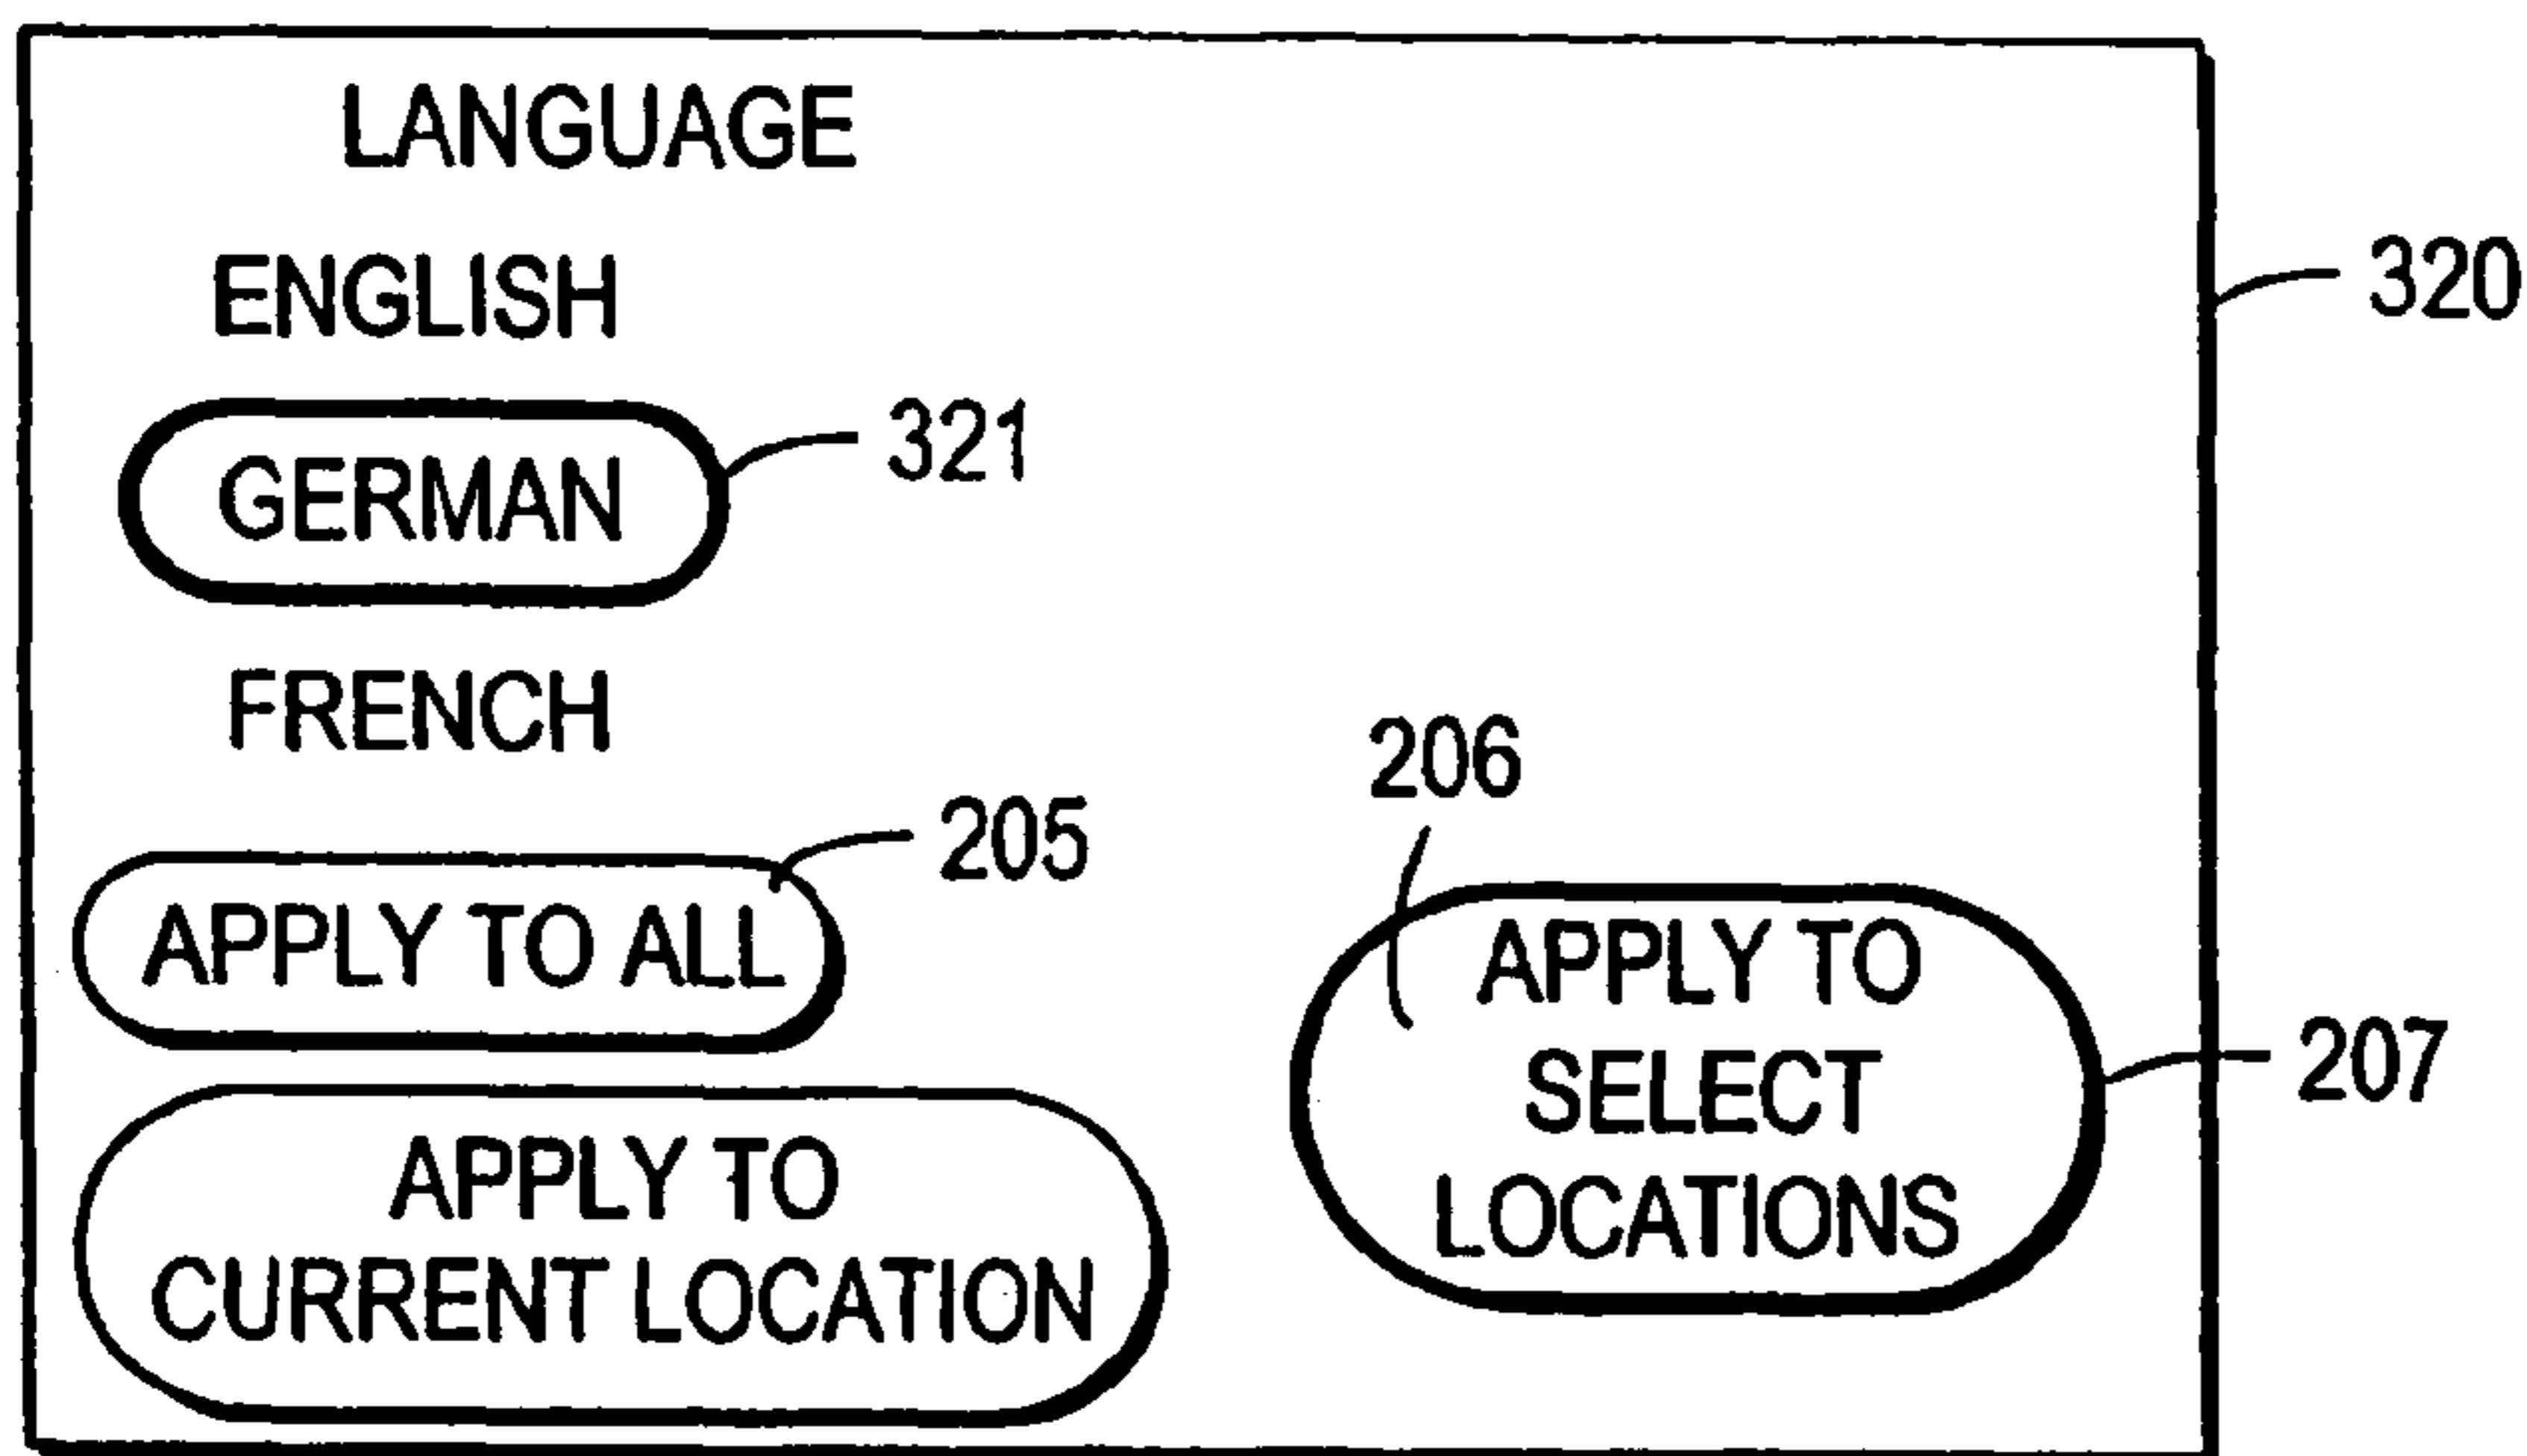 LANGUAGE
ENGLISH
320
GERMAN
321
FRENCH
206
205
APPLY TO ALL
APPLY TO
SELECT
LOCATIONS
207
APPLY TO
CURRENT LOCATION